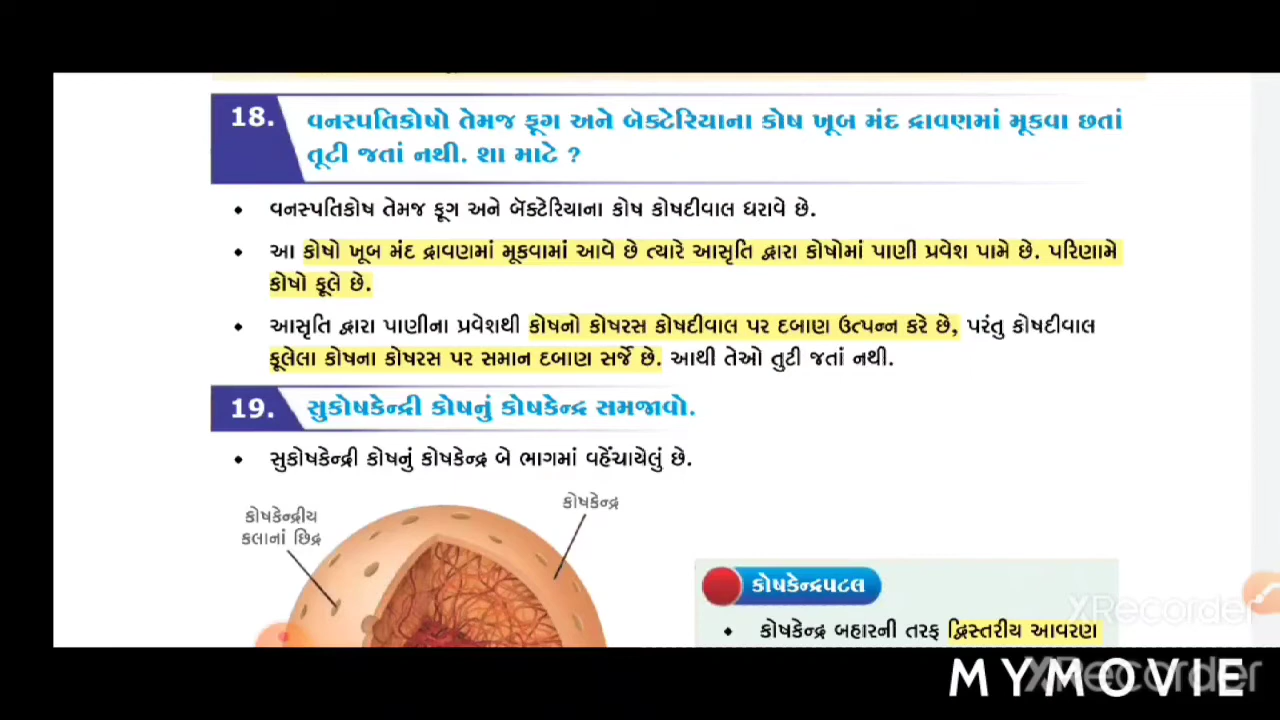 18. વનસ્પતિકોષો તેમજ ફૂગ અને બૅક્ટેરિયાના કોષ ખૂબ મંદ દ્રાવણમાં મૂકવા છતાં
તૂટી જતાં નથી. શા માટે ?
• વનસ્પતિકોષ તેમજ ફૂગ અને બૅક્ટેરિયાના કોષ કોષદીવાલ ધરાવે છે.
• આ કોષો ખૂબ મંદ દ્રાવણમાં મૂકવામાં આવે છે ત્યારે આસૃતિ દ્વારા કોષોમાં પાણી પ્રવેશ પામે છે. પરિણામે
કોષો ફૂલે છે.
• આસૃતિ દ્વારા પાણીના પ્રવેશથી કોષનો કોષરસ કોષદીવાલ પર દબાણ ઉત્પન્ન કરે છે, પરંતુ કોષદીવાલ
ફૂલેલા કોષના કોષરસ પર સમાન દબાણ સર્જે છે. આથી તેઓ તુટી જતાં નથી.
19. સુકોષકેન્દ્રી કોષનું કોષકેન્દ્ર સમજાવો.
• સુકોષકેન્દ્રી કોષનું કોષકેન્દ્ર બે ભાગમાં વહેંચાયેલું છે.
કોષકેન્દ્રીય
કલાનાં છિદ્ર
કોષકેન્દ્ર
કોષકેન્દ્રપટલ
• કોષકેન્દ્ર બહારની તરફ દ્વિસ્તરીય આવરણ
XRecorder
XRecorder
MYMOVIE